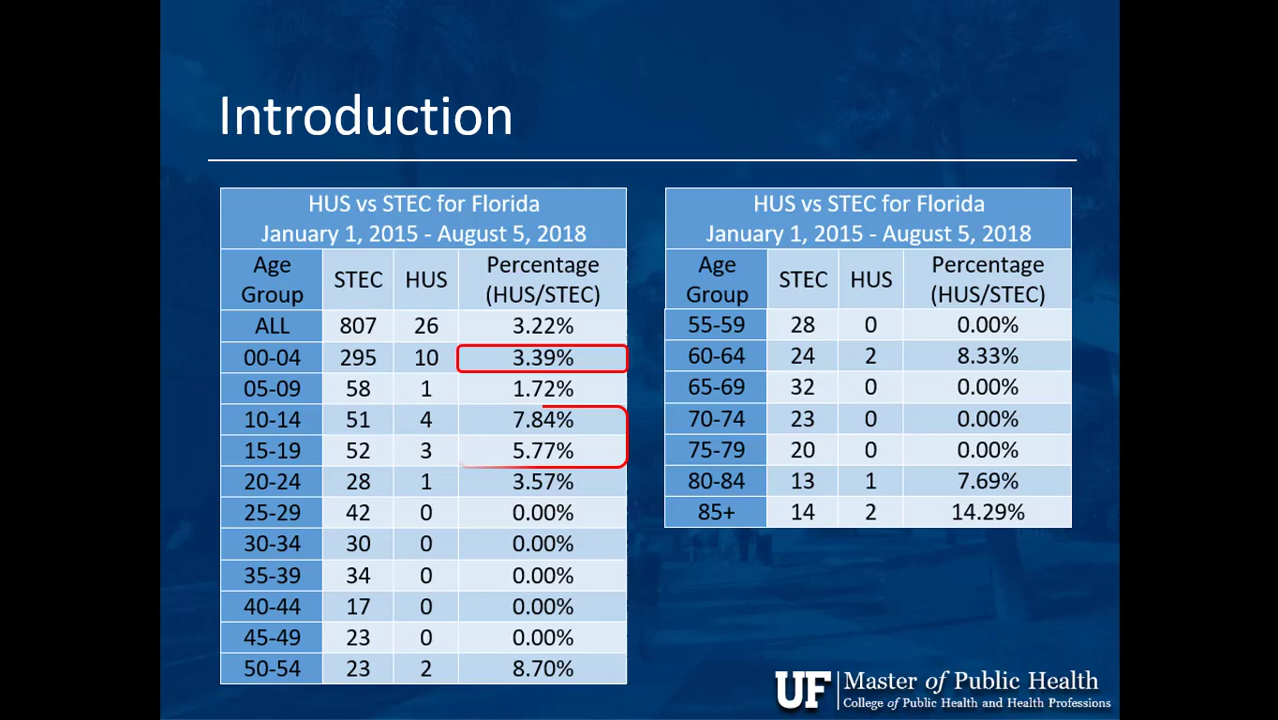 Introduction
HUS vs STEC for Florida
January 1, 2015 - August 5, 2018
Age Group STEC HUS Percentage (HUS/STEC)
ALL 807 26 3.22%
00-04 295 10 3.39%
05-09 58 1 1.72%
10-14 51 4 7.84%
15-19 52 3 5.77%
20-24 28 1 3.57%
25-29 42 0 0.00%
30-34 30 0 0.00%
35-39 34 0 0.00%
40-44 17 0 0.00%
45-49 23 0 0.00%
50-54 23 2 8.70%
HUS vs STEC for Florida
January 1, 2015 - August 5, 2018
Age Group STEC HUS Percentage (HUS/STEC)
55-59 28 0 0.00%
60-64 24 2 8.33%
65-69 32 0 0.00%
70-74 23 0 0.00%
75-79 20 0 0.00%
80-84 13 1 7.69%
85+ 14 2 14.29%
UF Master of Public Health
College of Public Health and Health Professions